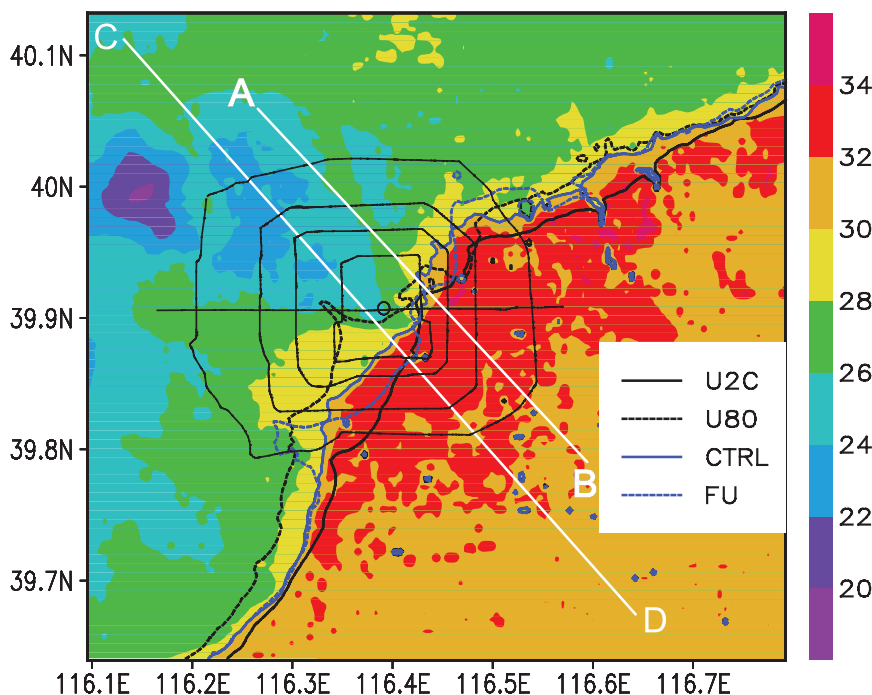 C
A
B
D
40.1N
40N
39.9N
39.8N
39.7N
116.1E 116.2E 116.3E 116.4E 116.5E 116.6E 116.7E
U2C
U80
CTRL
FU
34
32
30
28
26
24
22
20